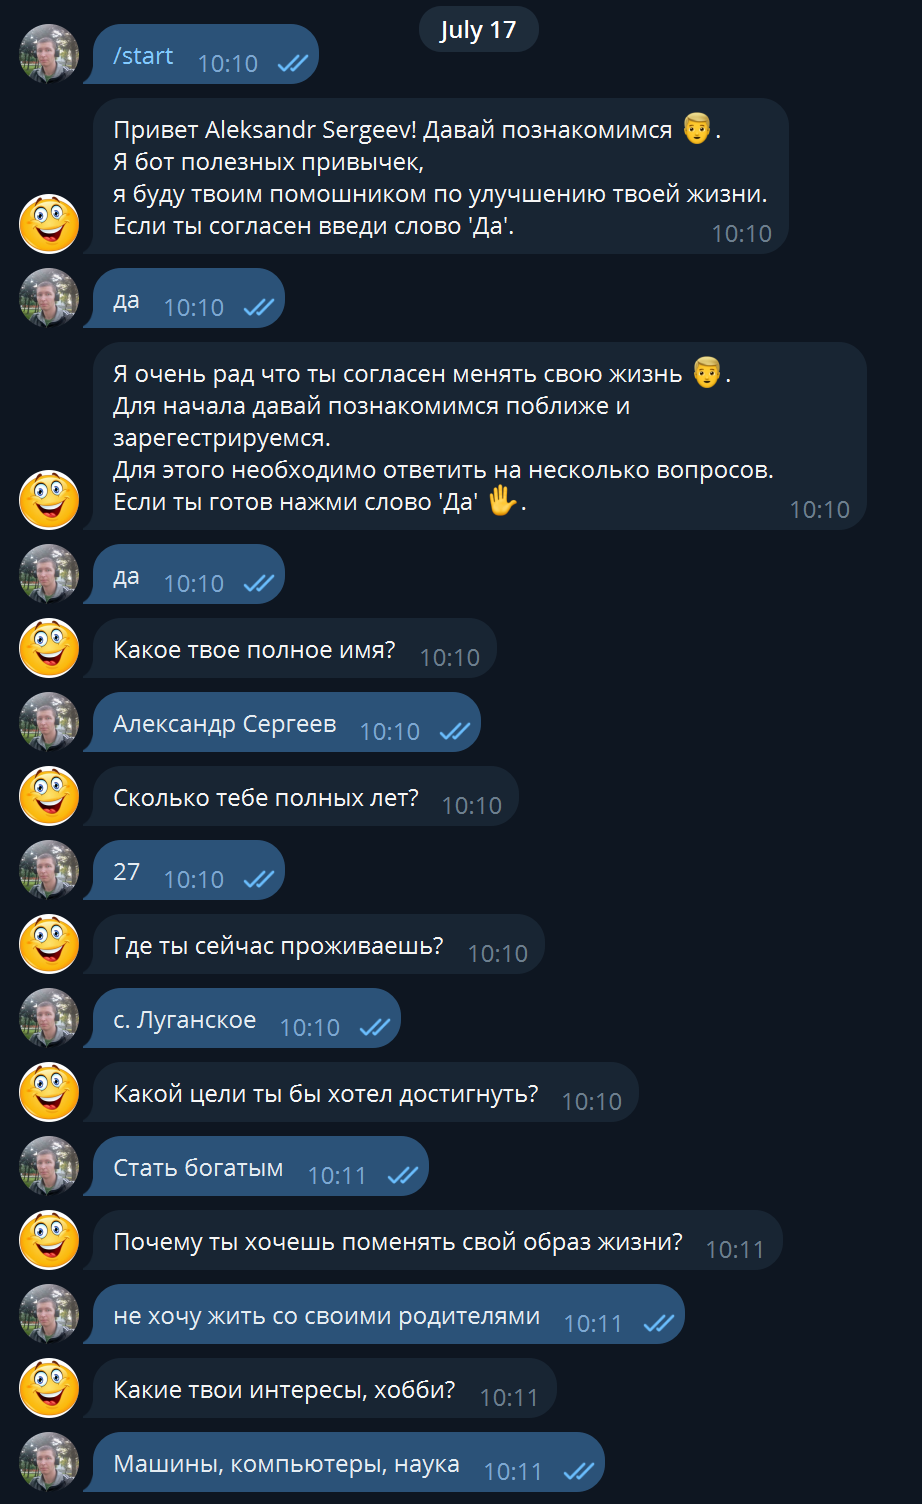 July 17
/start 10:10
Привет Aleksandr Sergeev! Давай познакомимся 👨.
Я бот полезных привычек,
я буду твоим помошником по улучшению твоей жизни.
Если ты согласен введи слово 'Да'. 10:10
да 10:10
Я очень рад что ты согласен менять свою жизнь 👨.
Для начала давай познакомимся поближе и
зарегестрируемся.
Для этого необходимо ответить на несколько вопросов.
Если ты готов нажми слово 'Да' ✋. 10:10
да 10:10
Какое твое полное имя? 10:10
Александр Сергеев 10:10
Сколько тебе полных лет? 10:10
27 10:10
Где ты сейчас проживаешь? 10:10
с. Луганское 10:10
Какой цели ты бы хотел достигнуть? 10:10
Стать богатым 10:11
Почему ты хочешь поменять свой образ жизни? 10:11
не хочу жить со своими родителями 10:11
Какие твои интересы, хобби? 10:11
Машины, компьютеры, наука 10:11